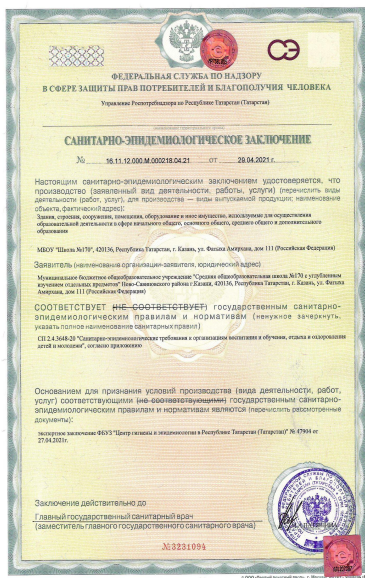 СЭ
ФЕДЕРАЛЬНАЯ СЛУЖБА ПО НАДЗОРУ
В СФЕРЕ ЗАЩИТЫ ПРАВ ПОТРЕБИТЕЛЕЙ И БЛАГОПОЛУЧИЯ ЧЕЛОВЕКА
Управление Роспотребнадзора по Республике Татарстан (Татарстан)
САНИТАРНО-ЭПИДЕМИОЛОГИЧЕСКОЕ ЗАКЛЮЧЕНИЕ
№ 16.11.12.000.М.000218.04.21 от 29.04.2021 г.
Настоящим санитарно-эпидемиологическим заключением удостоверяется, что
производство (заявленный вид деятельности, работы, услуги) (перечислить виды
деятельности (работ, услуг), для производства — виды выпускаемой продукции; наименование
объекта, фактический адрес):
Здания, строения, сооружения, помещения, оборудование и иное имущество, используемые для осуществления
образовательной деятельности в сфере начального общего, основного общего, среднего общего и дополнительного
образования
МБОУ "Школа №170", 420136, Республика Татарстан, г. Казань, ул. Фатыха Амирхана, дом 111 (Российская Федерация)
Заявитель (наименование организации-заявителя, юридический адрес)
Муниципальное бюджетное общеобразовательное учреждение "Средняя общеобразовательная школа №170 с углубленным
изучением отдельных предметов" Ново-Савиновского района г.Казани, 420136, Республика Татарстан, г. Казань, ул. Фатыха
Амирхана, дом 111 (Российская Федерация)
СООТВЕТСТВУЕТ (НЕ СООТВЕТСТВУЕТ) государственным санитарно-
эпидемиологическим правилам и нормативам (ненужное зачеркнуть,
указать полное наименование санитарных правил)
СП 2.4.3648-20 "Санитарно-эпидемиологические требования к организациям воспитания и обучения, отдыха и оздоровления
детей и молодежи", согласно приложению
Основанием для признания условий производства (вида деятельности, работ,
услуг) соответствующими (не соответствующими) государственным санитарно-
эпидемиологическим правилам и нормативам являются (перечислить рассмотренные
документы):
экспертное заключение ФБУЗ "Центр гигиены и эпидемиологии в Республике Татарстан (Татарстан)" № 47904 от
27.04.2021г.
Заключение действительно до
Главный государственный санитарный врач
(заместитель главного государственного санитарного врача)
№3231094